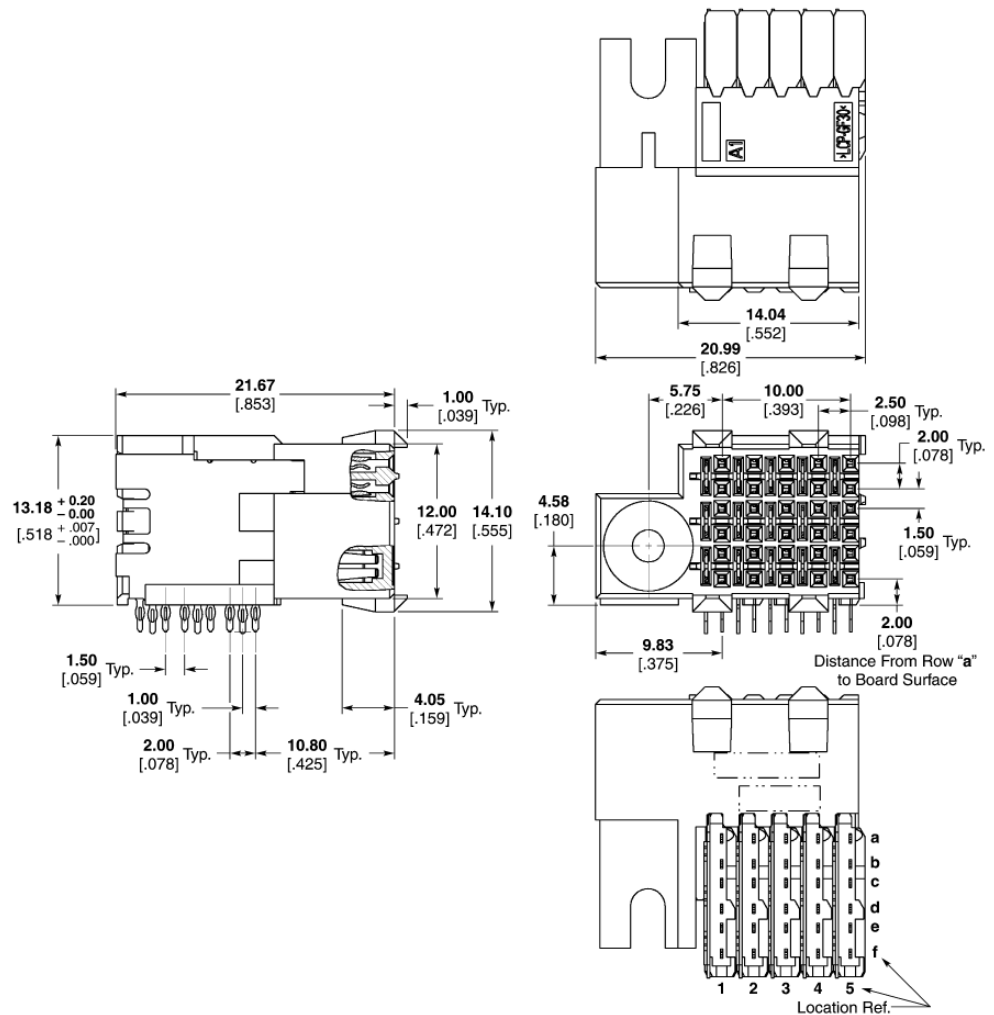 A1
>LCP-GF30<
14.04
[.552]
20.99
[.826]
21.67
[.853]
1.00
[.039] Typ.
13.18 + 0.20 - 0.00
[.518 + .007 - .000]
12.00
[.472]
14.10
[.555]
1.50
[.059] Typ.
1.00
[.039] Typ.
2.00
[.078] Typ.
10.80
[.425]
4.05
[.159] Typ.
5.75
[.226]
10.00
[.393]
2.50
[.098] Typ.
2.00
[.078] Typ.
4.58
[.180]
1.50
[.059] Typ.
9.83
[.375]
2.00
[.078]
Distance From Row "a"
to Board Surface
a
b
c
d
e
f
1 2 3 4 5
Location Ref.